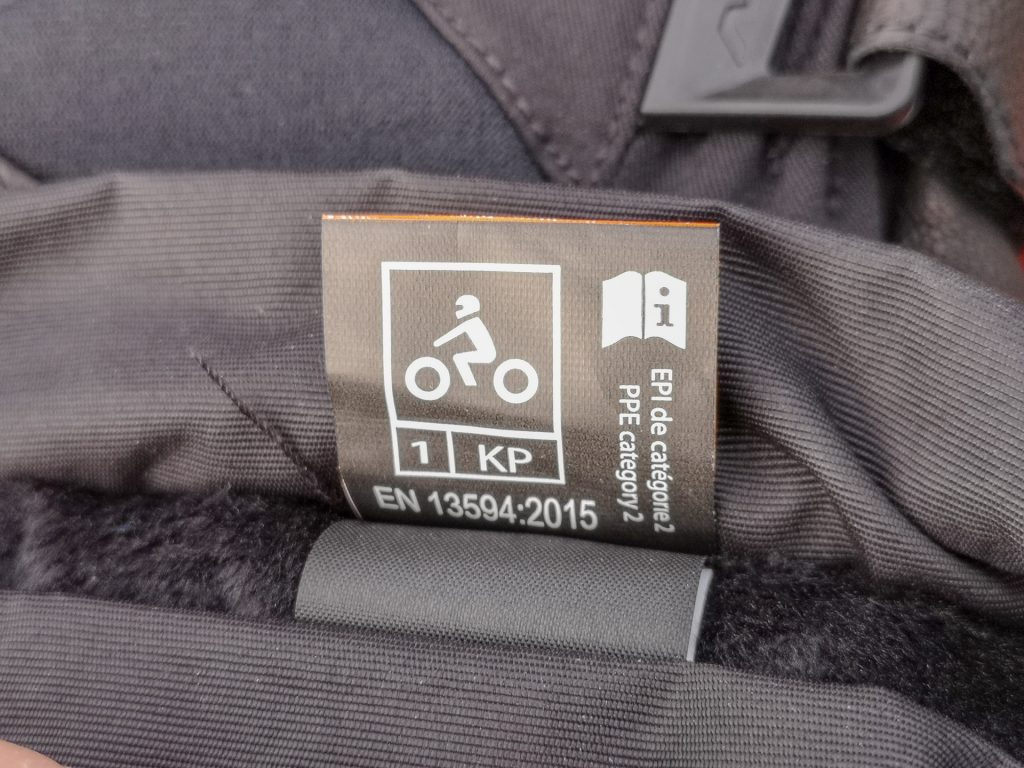 i
1 KP
EN 13594:2015
EPI de catégorie 2
PPE category 2